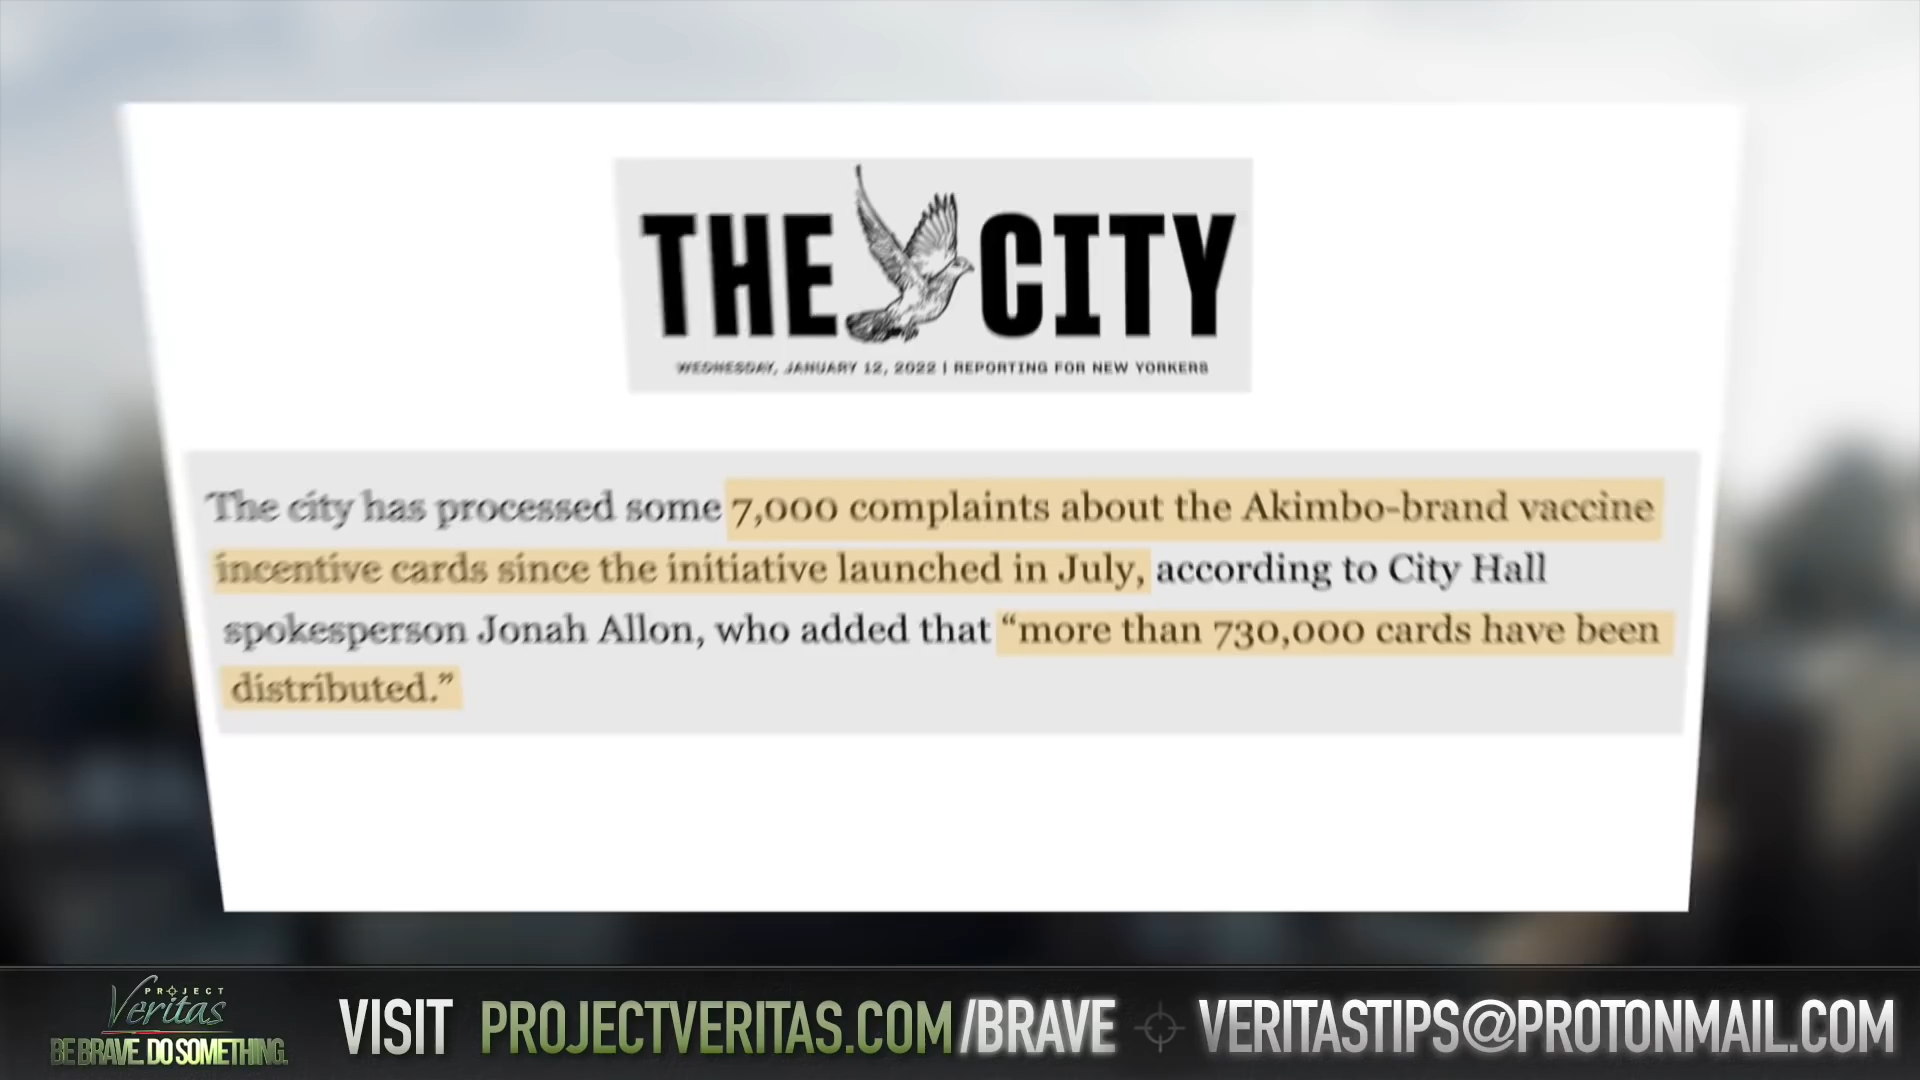 THE CITY
WEDNESDAY, JANUARY 12, 2022 | REPORTING FOR NEW YORKERS
The city has processed some 7,000 complaints about the Akimbo-brand vaccine
incentive cards since the initiative launched in July, according to City Hall
spokesperson Jonah Allon, who added that “more than 730,000 cards have been
distributed.”
PROJECT
Veritas
BE BRAVE. DO SOMETHING.
VISIT PROJECTVERITAS.COM/BRAVE VERITASTIPS@PROTONMAIL.COM